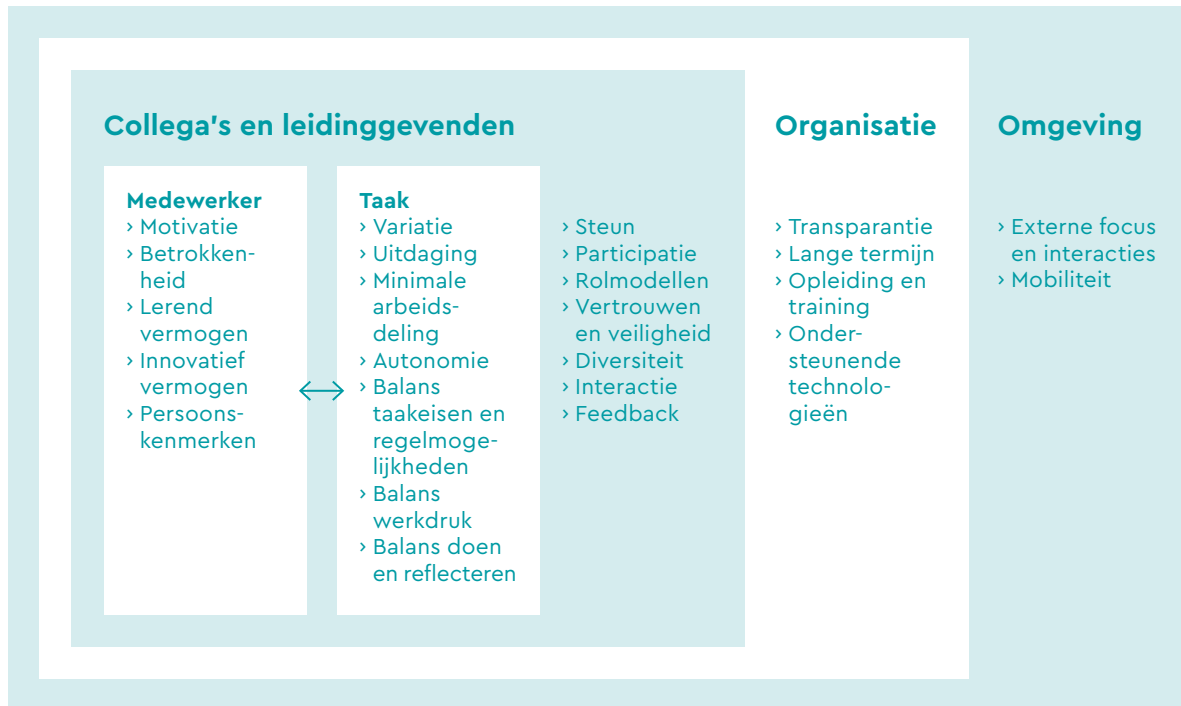 Collega's en leidinggevenden
Medewerker
› Motivatie
› Betrokken-
heid
› Lerend
vermogen
› Innovatief
vermogen
› Persoons-
kenmerken
Taak
› Variatie
› Uitdaging
› Minimale
arbeids-
deling
› Autonomie
› Balans
taakeisen en
regelmoge-
lijkheden
› Balans
werkdruk
› Balans doen
en reflecteren
› Steun
› Participatie
› Rolmodellen
› Vertrouwen
en veiligheid
› Diversiteit
› Interactie
› Feedback
Organisatie
› Transparantie
› Lange termijn
› Opleiding en
training
› Onder-
steunende
technolo-
gieën
Omgeving
› Externe focus
en interacties
› Mobiliteit